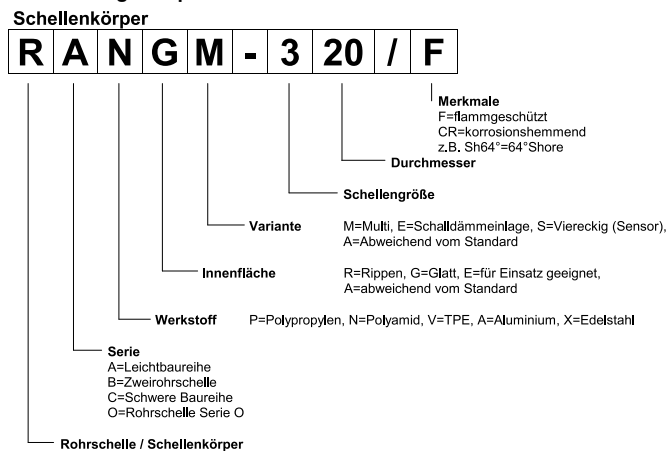 Schellenkörper
R A N G M - 3 20 / F
Merkmale
F=flammgeschützt
CR=korrosionshemmend
z.B. Sh64°=64°Shore
Durchmesser
Schellengröße
Variante M=Multi, E=Schalldämmeinlage, S=Viereckig (Sensor),
A=Abweichend vom Standard
Innenfläche R=Rippen, G=Glatt, E=für Einsatz geeignet,
A=abweichend vom Standard
Werkstoff P=Polypropylen, N=Polyamid, V=TPE, A=Aluminium, X=Edelstahl
Serie
A=Leichtbaureihe
B=Zweirohrschelle
C=Schwere Baureihe
O=Rohrschelle Serie O
Rohrschelle / Schellenkörper